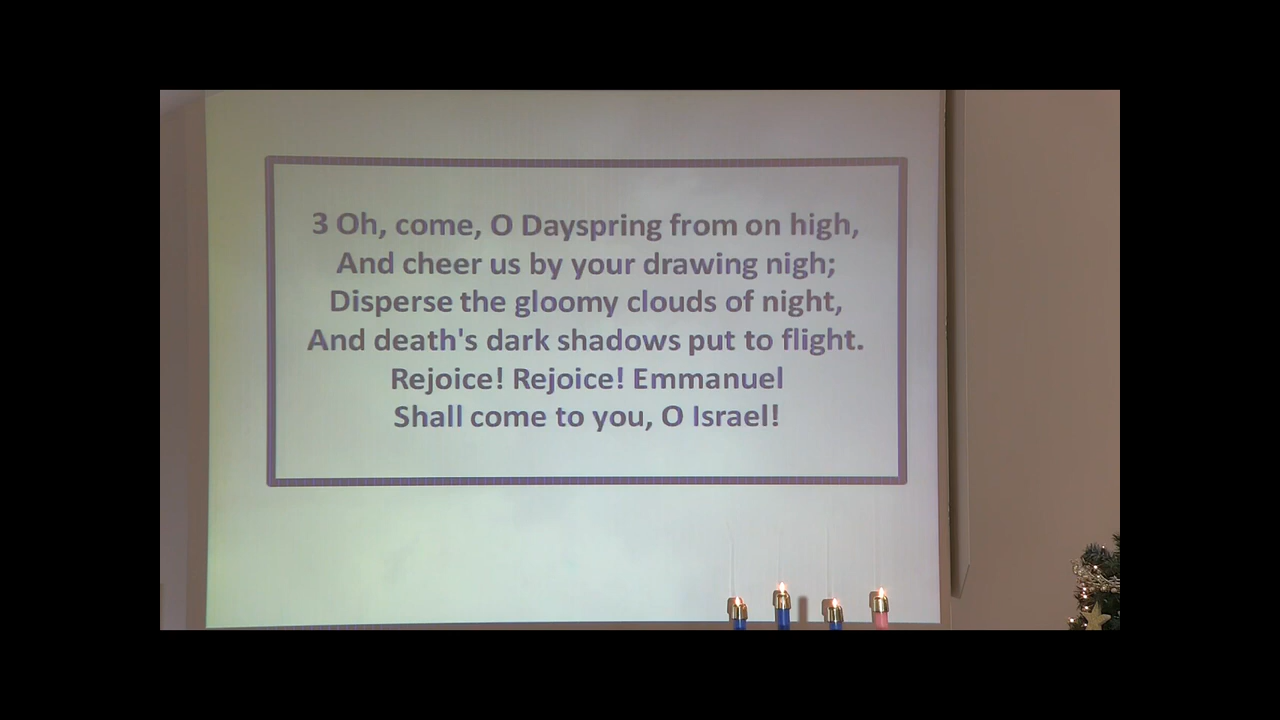 3 Oh, come, O Dayspring from on high,
And cheer us by your drawing nigh;
Disperse the gloomy clouds of night,
And death's dark shadows put to flight.
Rejoice! Rejoice! Emmanuel
Shall come to you, O Israel!